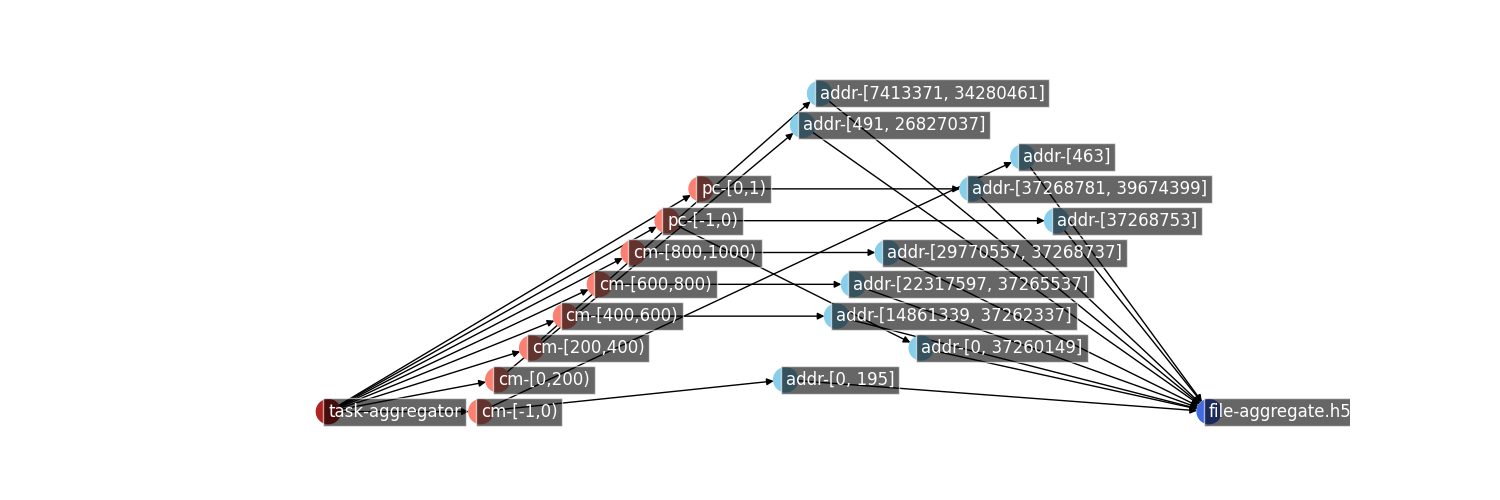 addr-[7413371, 34280461]
addr-[491, 26827037]
addr-[463]
pc-[0,1)
addr-[37268781, 39674399]
pc-[-1,0)
addr-[37268753]
cm-[800,1000)
addr-[29770557, 37268737]
cm-[600,800)
addr-[22317597, 37265537]
cm-[400,600)
addr-[14861339, 37262337]
cm-[200,400)
addr-[0, 37260149]
cm-[0,200)
addr-[0, 195]
task-aggregator
cm-[-1,0)
file-aggregate.h5